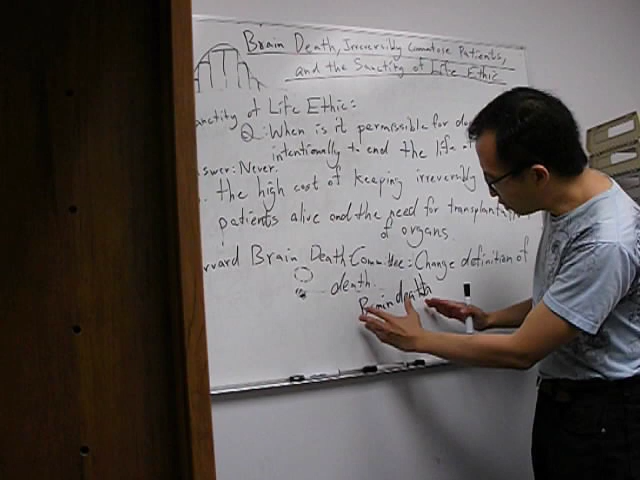 Brain Death, Irreversibly Comatose Patients,
and the Sanctity of Life Ethic
anctity of Life Ethic:
Q: When is it permissible for do
intentionally to end the life
swer: Never.
the high cost of keeping irreversibly
patients alive and the need for transplantat
of organs.
rvard Brain Death Committee: Change definition of
death.
Brain death